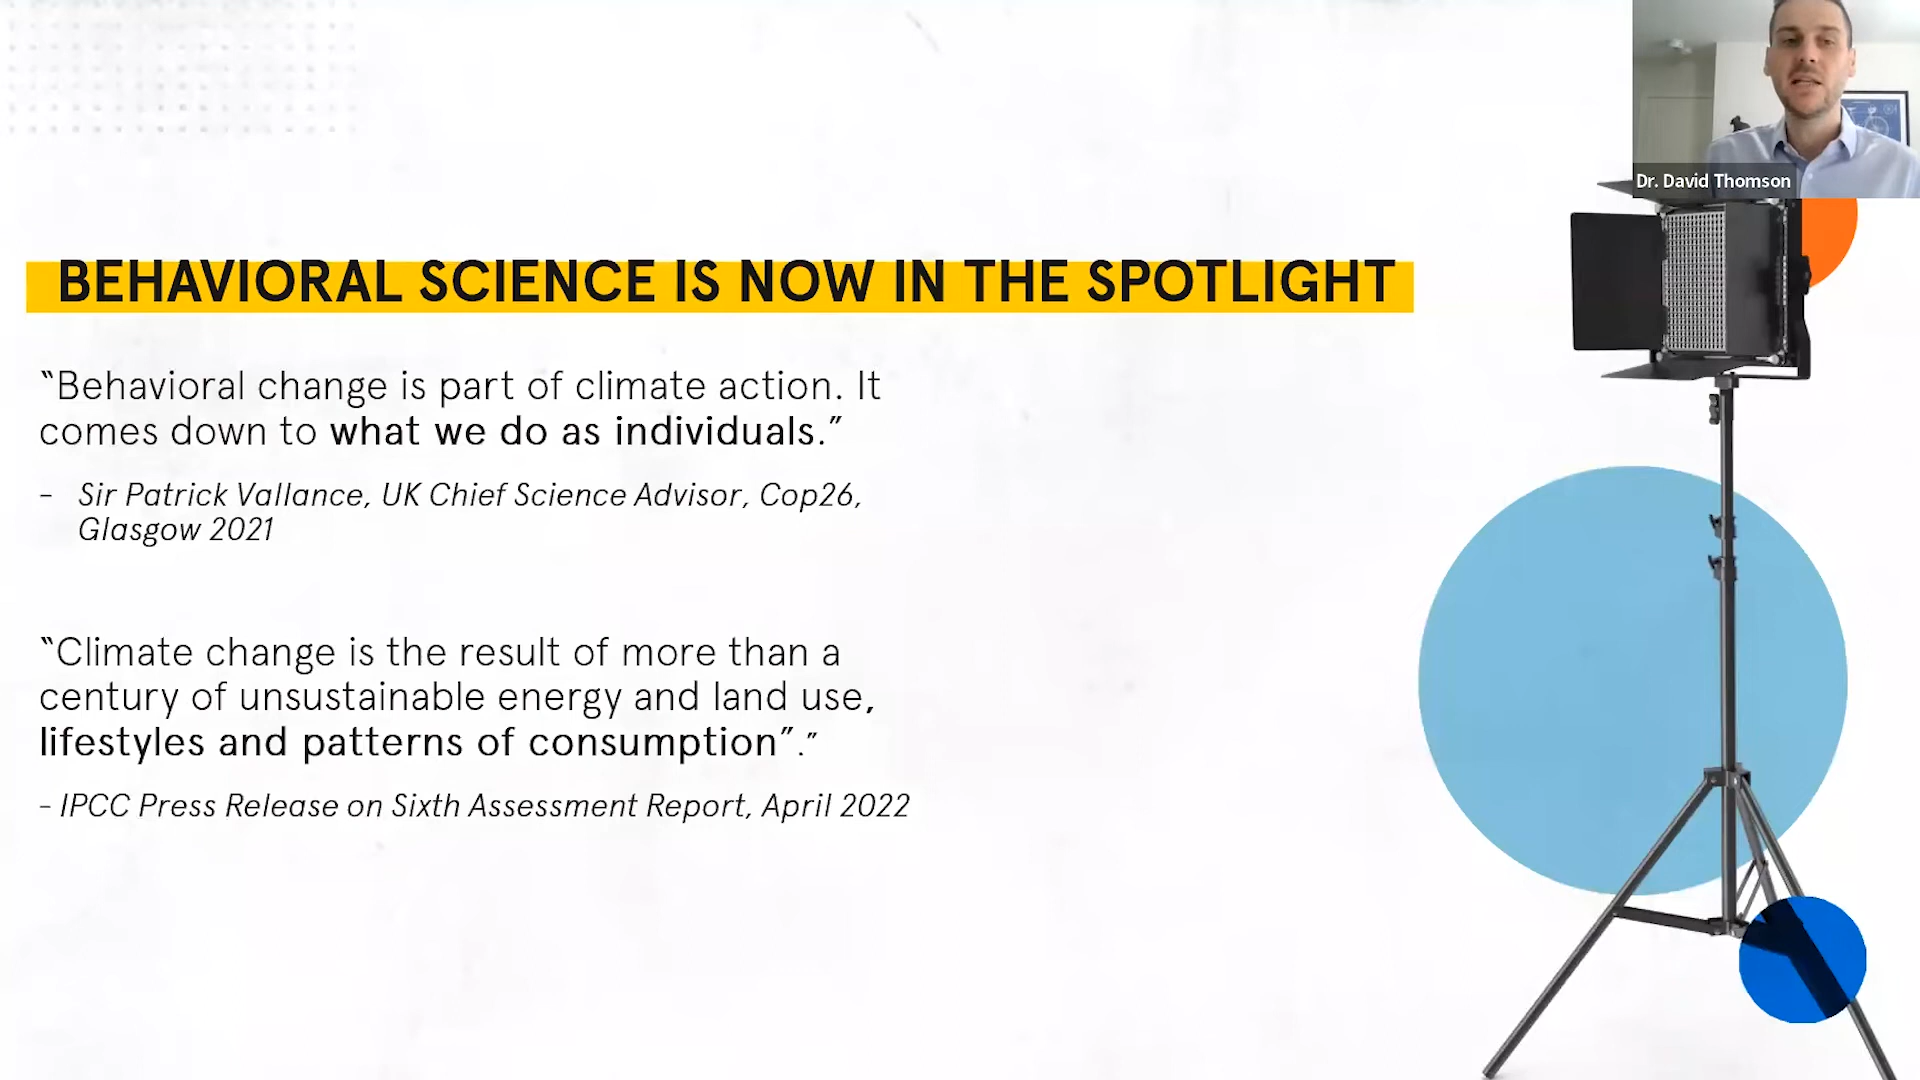 Dr. David Thomson
BEHAVIORAL SCIENCE IS NOW IN THE SPOTLIGHT
“Behavioral change is part of climate action. It
comes down to what we do as individuals.”
- Sir Patrick Vallance, UK Chief Science Advisor, Cop26,
Glasgow 2021
“Climate change is the result of more than a
century of unsustainable energy and land use,
lifestyles and patterns of consumption”.”
- IPCC Press Release on Sixth Assessment Report, April 2022